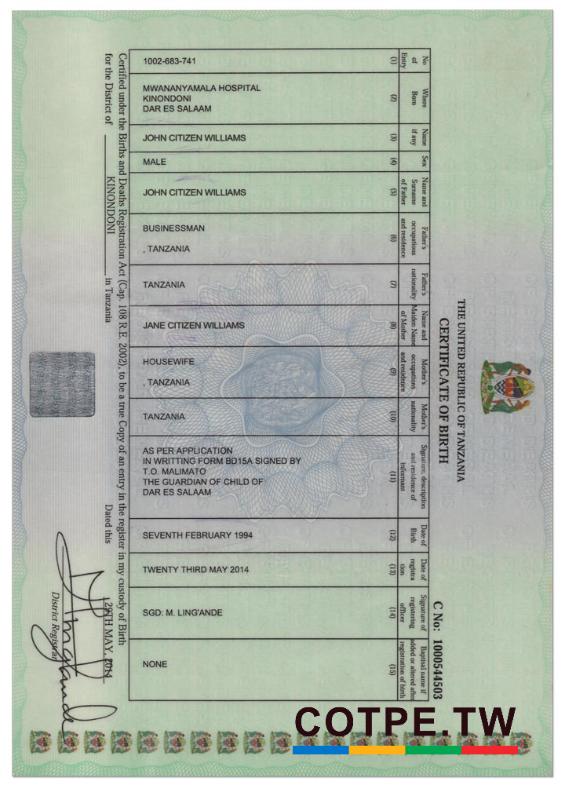 THE UNITED REPUBLIC OF TANZANIA
CERTIFICATE OF BIRTH
C No: 1000544503
No of Entry
(1)
1002-683-741
Where Born
(2)
MWANANYAMALA HOSPITAL
KINONDONI
DAR ES SALAAM
Name if any
(3)
JOHN CITIZEN WILLIAMS
Sex
(4)
MALE
Name and Surname of Father
(5)
JOHN CITIZEN WILLIAMS
Father's occupations and residence
(6)
BUSINESSMAN
, TANZANIA
Father's nationality
(7)
TANZANIA
Name and Maiden Name of Mother
(8)
JANE CITIZEN WILLIAMS
Mother's occupations and residence
(9)
HOUSEWIFE
, TANZANIA
Mother's nationality
(10)
TANZANIA
Signature, description and residence of informant
(11)
AS PER APPLICATION
IN WRITTING FORM BD15A SIGNED BY
T.O. MALIMATO
THE GUARDIAN OF CHILD OF
DAR ES SALAAM
Date of Birth
(12)
SEVENTH FEBRUARY 1994
Date of registration
(13)
TWENTY THIRD MAY 2014
Signature of registering officer
(14)
SGD: M. LING'ANDE
Baptisal name if added or altered after registration of birth
(15)
NONE
Certified under the Births and Deaths Registration Act (Cap. 108 R.E. 2002), to be a true Copy of an entry in the register in my custody of Birth
for the District of KINONDONI in Tanzania Dated this 29TH MAY, 2014
District Registrar
COTPE.TW